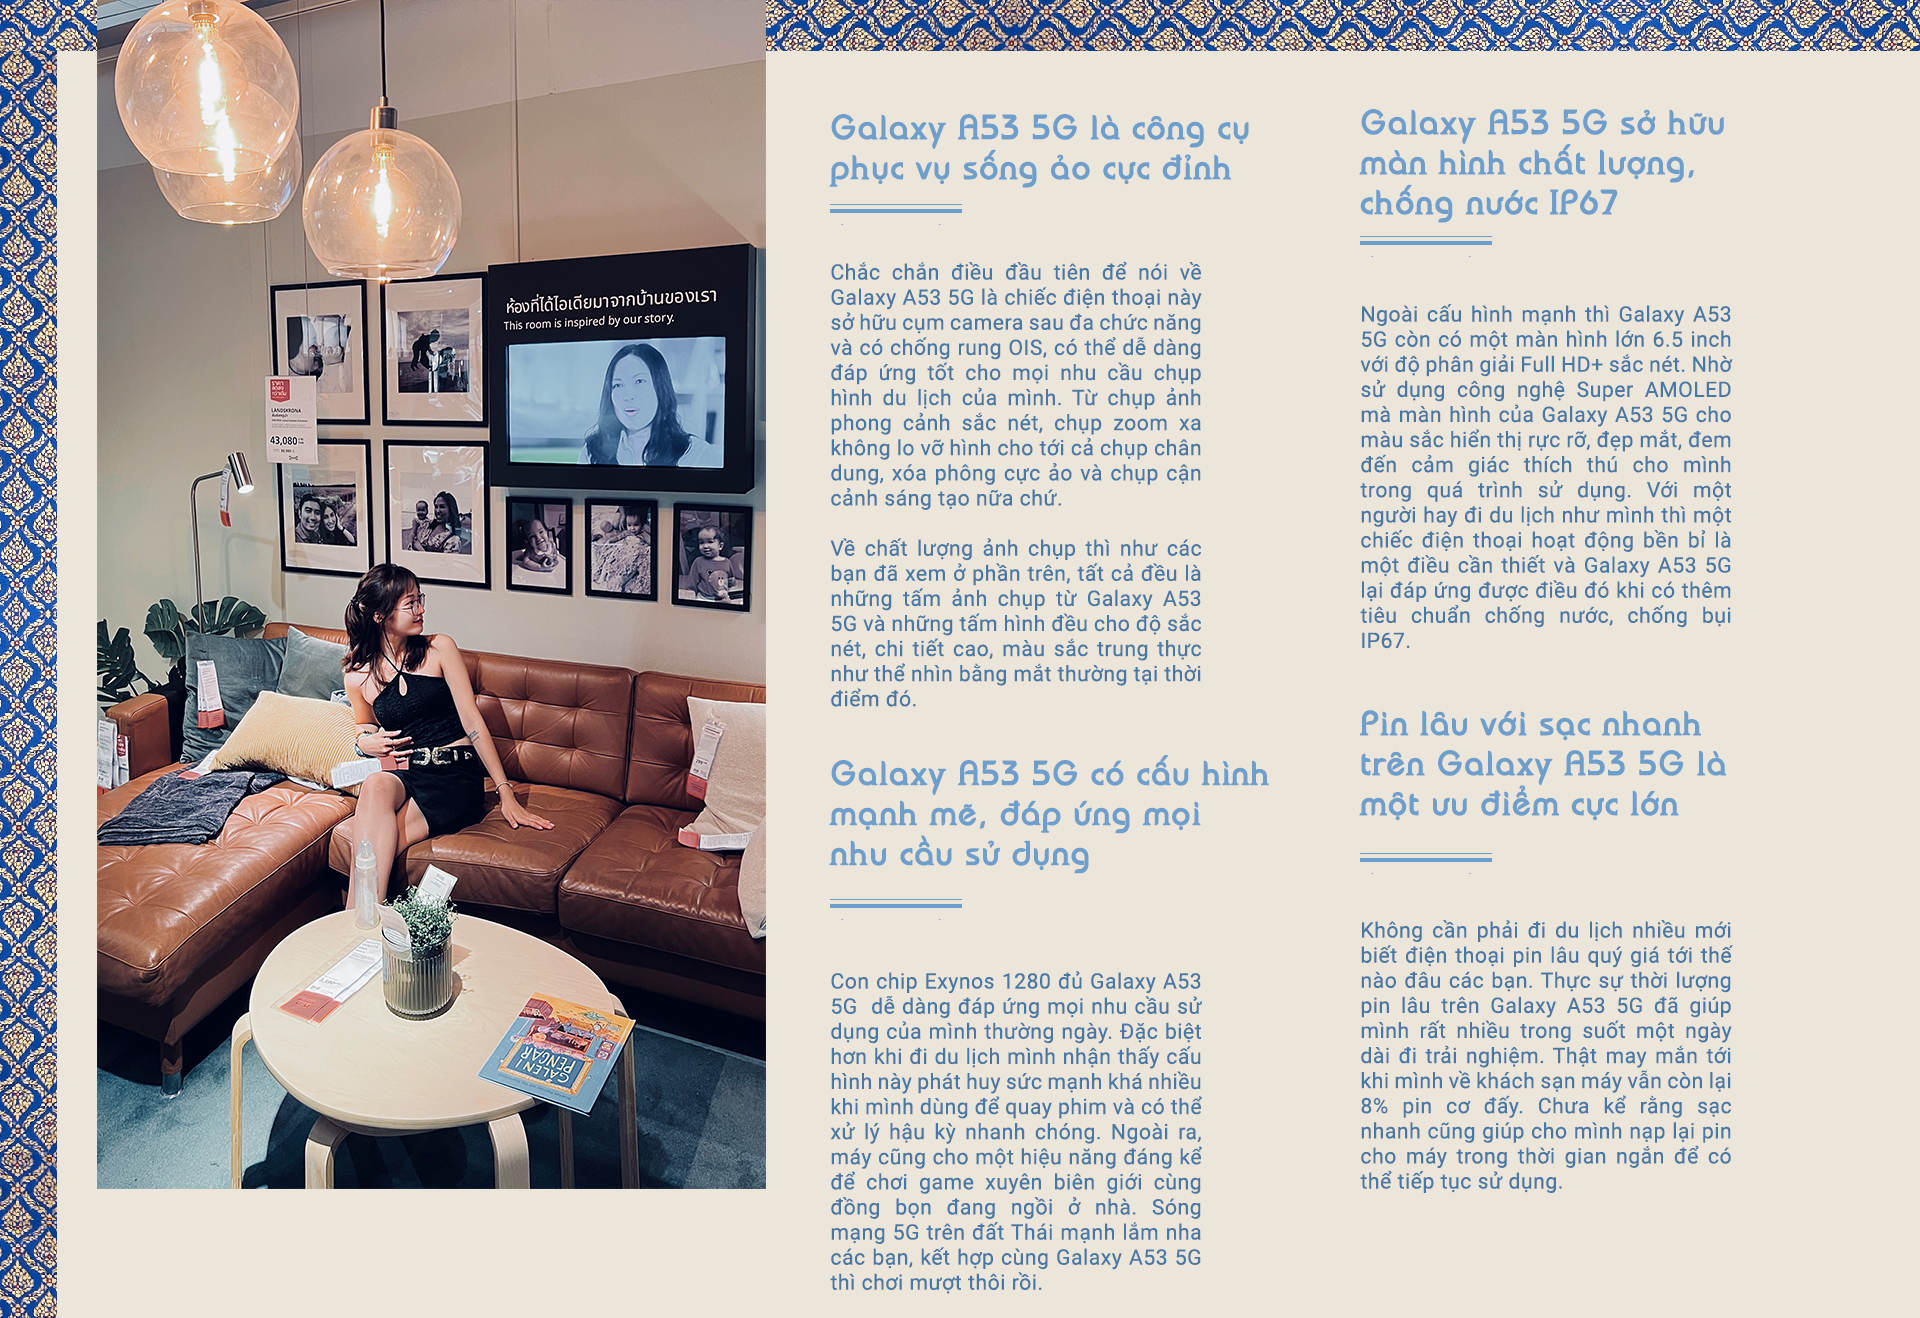 ห้องที่ได้ไอเดียมาจากบ้านของเรา
This room is inspired by our story.
LANDSKRONA
43,080
GÅLEN I
PENGAR
Galaxy A53 5G là công cụ
phục vụ sống ảo cực đỉnh
Chắc chắn điều đầu tiên để nói về
Galaxy A53 5G là chiếc điện thoại này
sở hữu cụm camera sau đa chức năng
và có chống rung OIS, có thể dễ dàng
đáp ứng tốt cho mọi nhu cầu chụp
hình du lịch của mình. Từ chụp ảnh
phong cảnh sắc nét, chụp zoom xa
không lo vỡ hình cho tới cả chụp chân
dung, xóa phông cực ảo và chụp cận
cảnh sáng tạo nữa chứ.
Về chất lượng ảnh chụp thì như các
bạn đã xem ở phần trên, tất cả đều là
những tấm ảnh chụp từ Galaxy A53
5G và những tấm hình đều cho độ sắc
nét, chi tiết cao, màu sắc trung thực
như thể nhìn bằng mắt thường tại thời
điểm đó.
Galaxy A53 5G có cấu hình
mạnh mẽ, đáp ứng mọi
nhu cầu sử dụng
Con chip Exynos 1280 đủ Galaxy A53
5G dễ dàng đáp ứng mọi nhu cầu sử
dụng của mình thường ngày. Đặc biệt
hơn khi đi du lịch mình nhận thấy cấu
hình này phát huy sức mạnh khá nhiều
khi mình dùng để quay phim và có thể
xử lý hậu kỳ nhanh chóng. Ngoài ra,
máy cũng cho một hiệu năng đáng kể
để chơi game xuyên biên giới cùng
đồng bọn đang ngồi ở nhà. Sóng
mạng 5G trên đất Thái mạnh lắm nha
các bạn, kết hợp cùng Galaxy A53 5G
thì chơi mượt thôi rồi.
Galaxy A53 5G sở hữu
màn hình chất lượng,
chống nước IP67
Ngoài cấu hình mạnh thì Galaxy A53
5G còn có một màn hình lớn 6.5 inch
với độ phân giải Full HD+ sắc nét. Nhờ
sử dụng công nghệ Super AMOLED
mà màn hình của Galaxy A53 5G cho
màu sắc hiển thị rực rỡ, đẹp mắt, đem
đến cảm giác thích thú cho mình
trong quá trình sử dụng. Với một
người hay đi du lịch như mình thì một
chiếc điện thoại hoạt động bền bỉ là
một điều cần thiết và Galaxy A53 5G
lại đáp ứng được điều đó khi có thêm
tiêu chuẩn chống nước, chống bụi
IP67.
Pin lâu với sạc nhanh
trên Galaxy A53 5G là
một ưu điểm cực lớn
Không cần phải đi du lịch nhiều mới
biết điện thoại pin lâu quý giá tới thế
nào đâu các bạn. Thực sự thời lượng
pin lâu trên Galaxy A53 5G đã giúp
mình rất nhiều trong suốt một ngày
dài đi trải nghiệm. Thật may mắn tới
khi mình về khách sạn máy vẫn còn lại
8% pin cơ đấy. Chưa kể rằng sạc
nhanh cũng giúp cho mình nạp lại pin
cho máy trong thời gian ngắn để có
thể tiếp tục sử dụng.